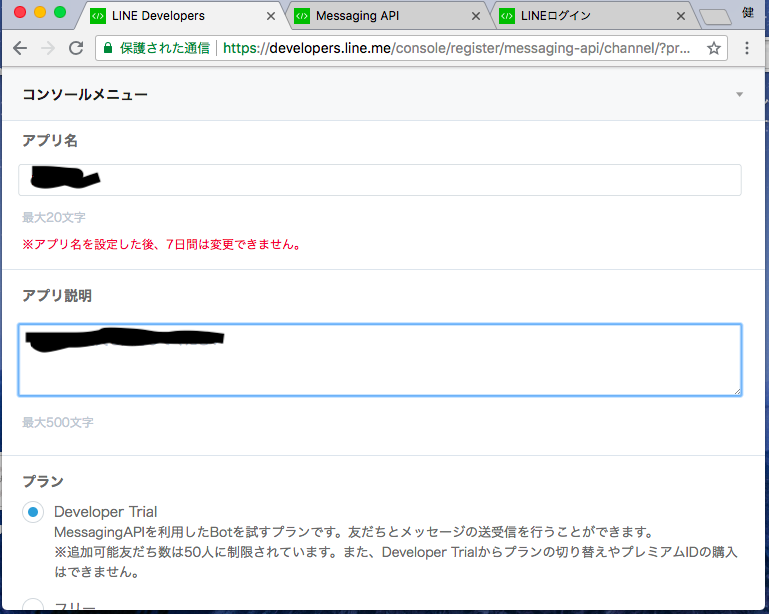 LINE Developers
Messaging API
LINEログイン
健
保護された通信
https://developers.line.me/console/register/messaging-api/channel/?pr...
コンソールメニュー
アプリ名
最大20文字
※アプリ名を設定した後、7日間は変更できません。
アプリ説明
最大500文字
プラン
Developer Trial
MessagingAPIを利用したBotを試すプランです。友だちとメッセージの送受信を行うことができます。
※追加可能友だち数は50人に制限されています。また、Developer Trialからプランの切り替えやプレミアムIDの購入
はできません。
フリー